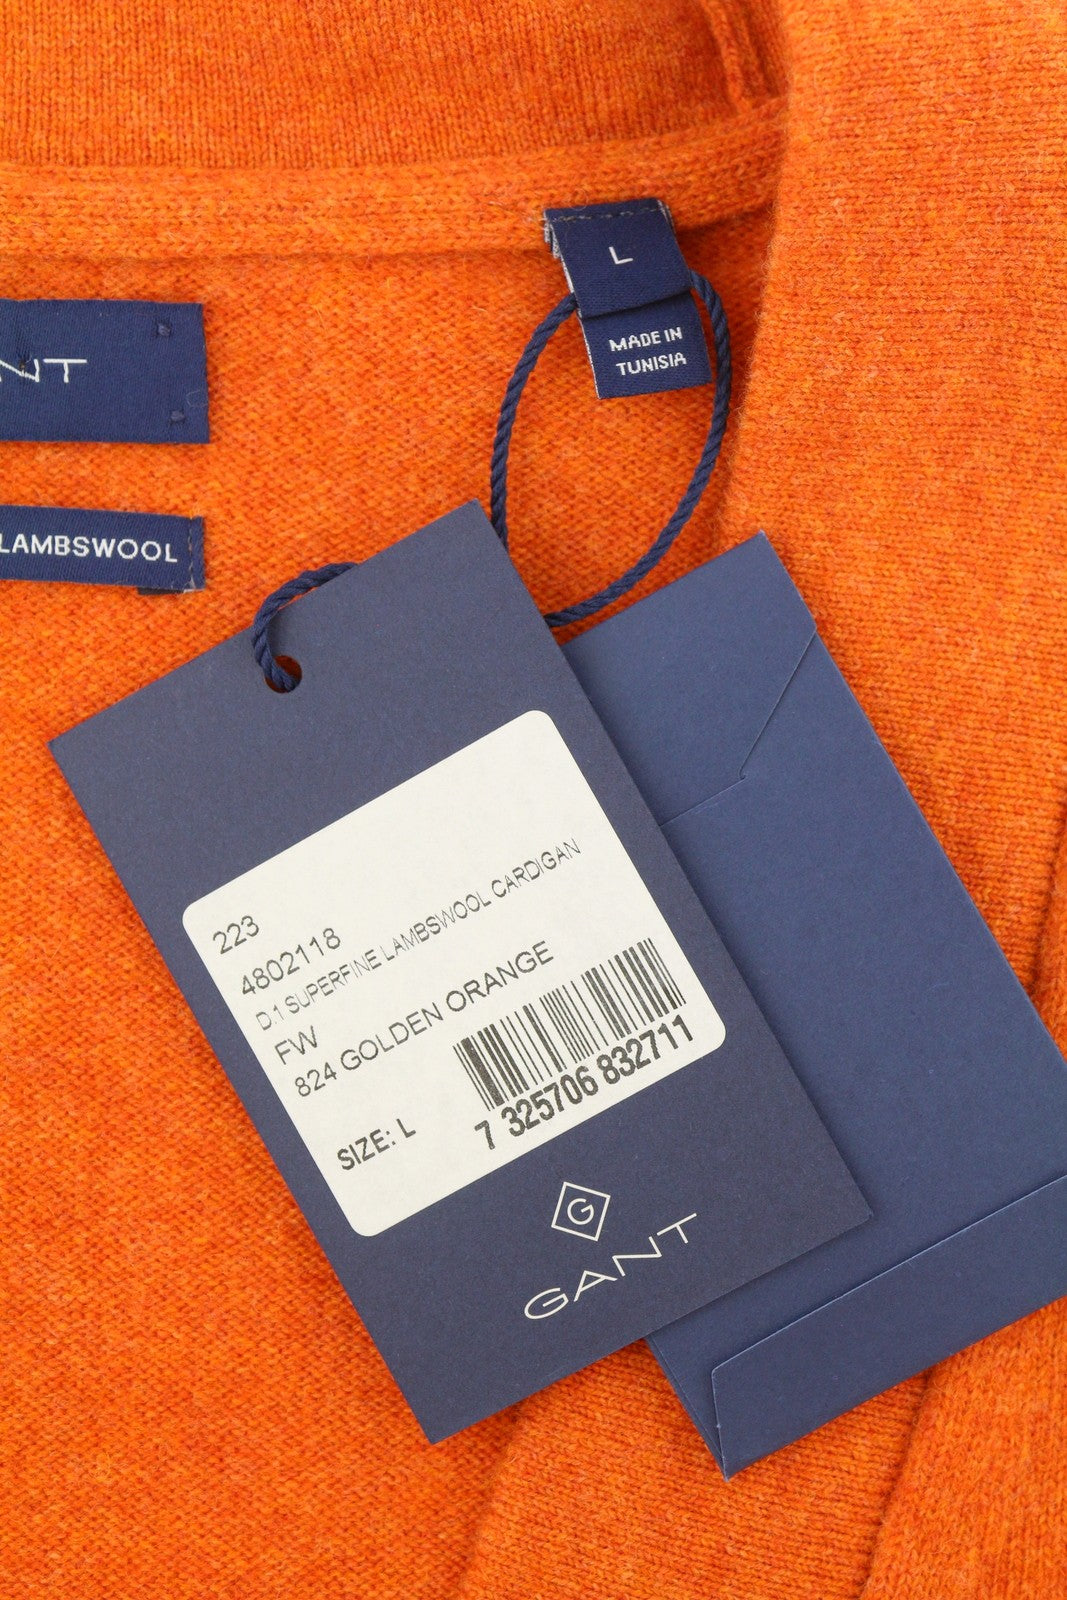 L
MADE IN
TUNISIA
NT
LAMBSWOOL
223
4802118
D.1 SUPERFINE LAMBSWOOL CARDIGAN
FW
824 GOLDEN ORANGE
SIZE: L
7 325706 832711
G
GANT